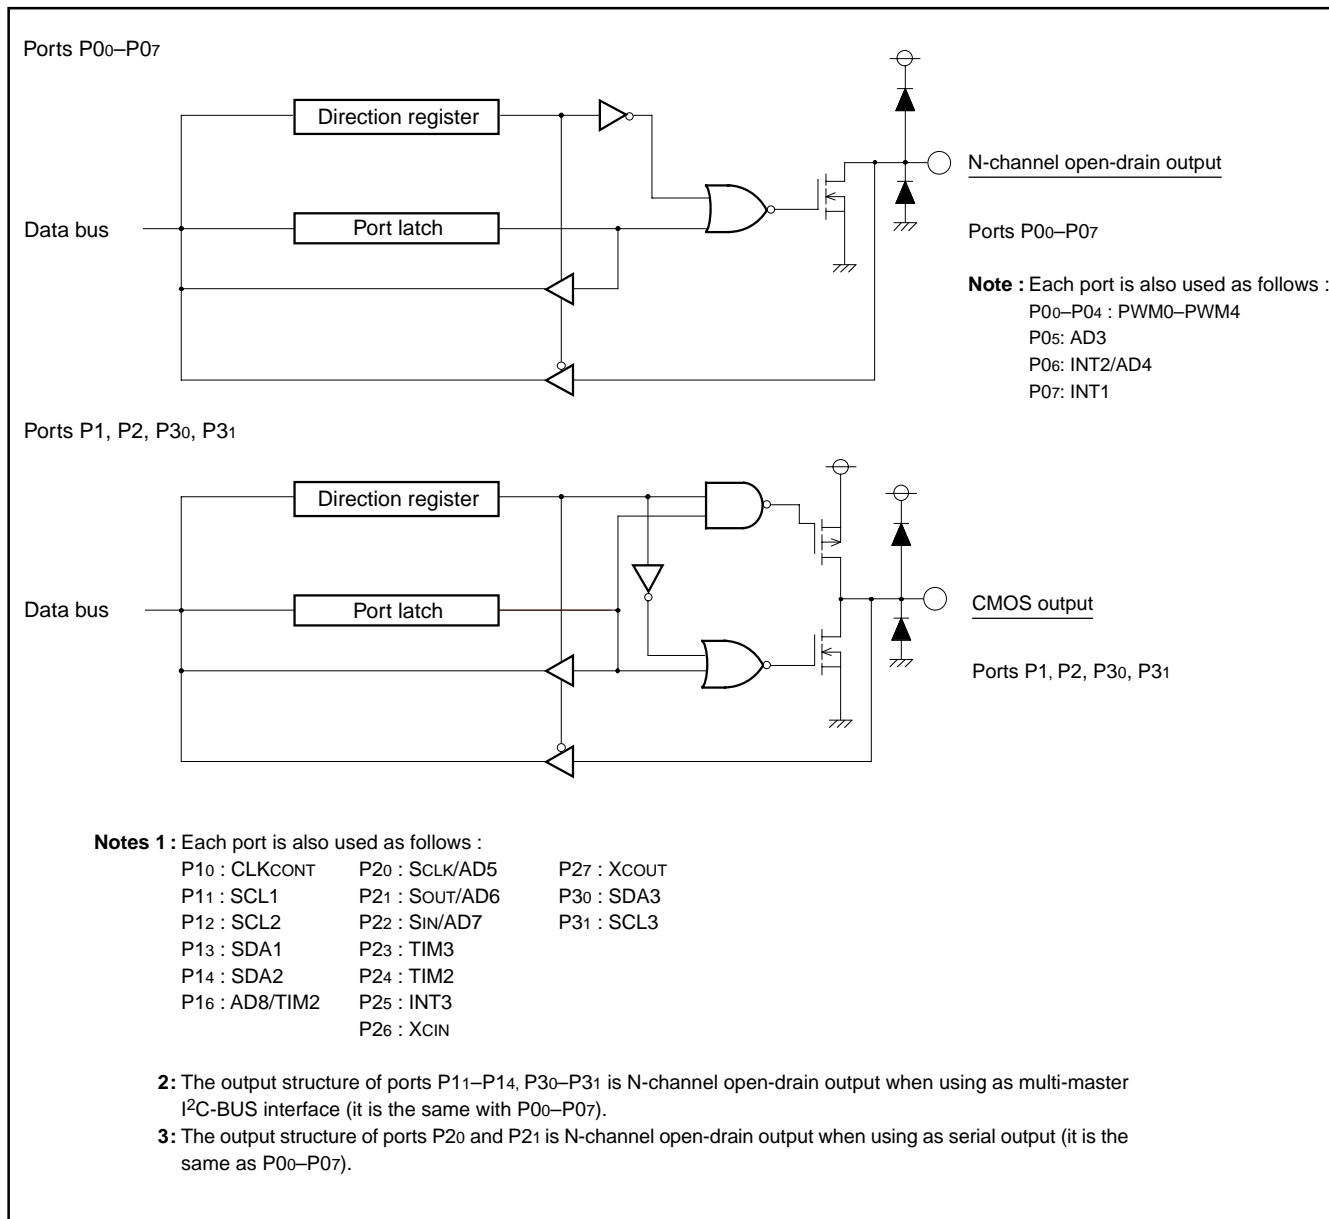 Ports P00–P07
Direction register
N-channel open-drain output
Data bus
Port latch
Ports P00–P07
Note : Each port is also used as follows :
P00–P04 : PWM0–PWM4
P05: AD3
P06: INT2/AD4
P07: INT1
Ports P1, P2, P30, P31
Direction register
Data bus
Port latch
CMOS output
Ports P1, P2, P30, P31
Notes 1 : Each port is also used as follows :
P10 : CLKCONT P20 : SCLK/AD5 P27 : XCOUT
P11 : SCL1 P21 : SOUT/AD6 P30 : SDA3
P12 : SCL2 P22 : SIN/AD7 P31 : SCL3
P13 : SDA1 P23 : TIM3
P14 : SDA2 P24 : TIM2
P16 : AD8/TIM2 P25 : INT3
P26 : XCIN
2: The output structure of ports P11–P14, P30–P31 is N-channel open-drain output when using as multi-master
I2C-BUS interface (it is the same with P00–P07).
3: The output structure of ports P20 and P21 is N-channel open-drain output when using as serial output (it is the
same as P00–P07).